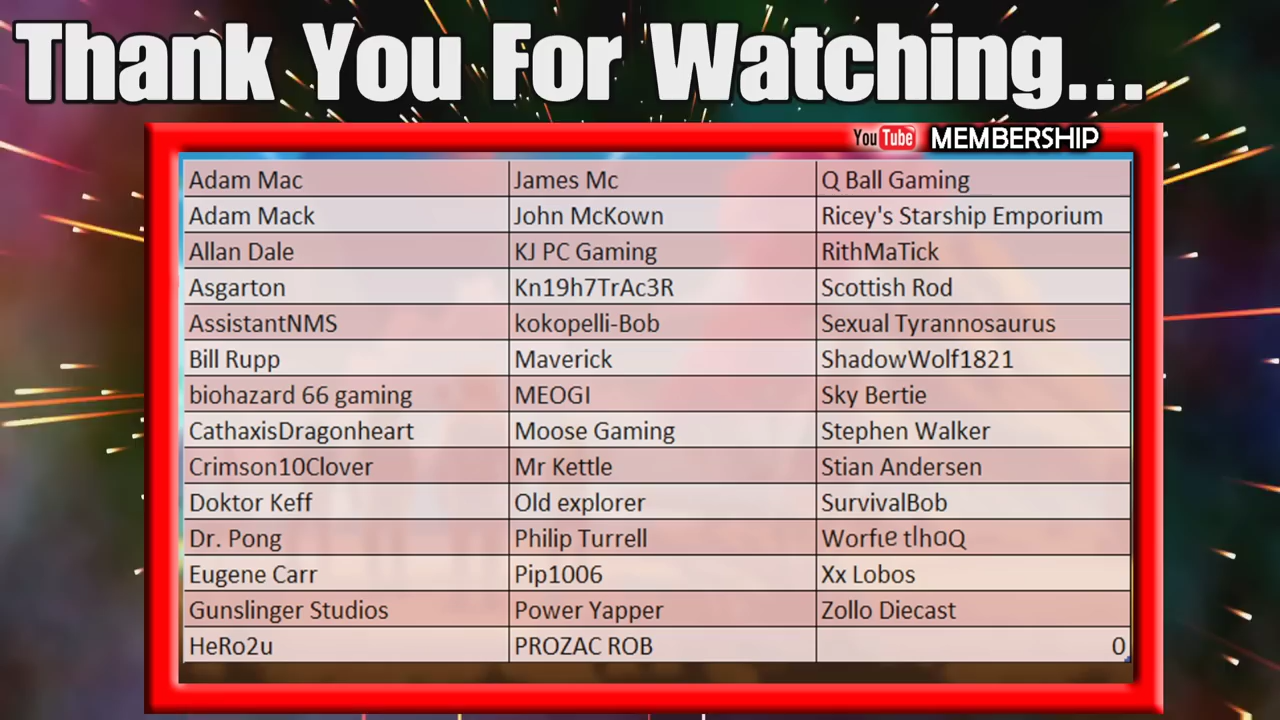 Thank You For Watching...
YouTube MEMBERSHIP
Adam Mac James Mc Q Ball Gaming
Adam Mack John McKown Ricey's Starship Emporium
Allan Dale KJ PC Gaming RithMaTick
Asgarton Kn19h7TrAc3R Scottish Rod
AssistantNMS kokopelli-Bob Sexual Tyrannosaurus
Bill Rupp Maverick ShadowWolf1821
biohazard 66 gaming MEOGI Sky Bertie
CathaxisDragonheart Moose Gaming Stephen Walker
Crimson10Clover Mr Kettle Stian Andersen
Doktor Keff Old explorer SurvivalBob
Dr. Pong Philip Turrell
Eugene Carr Pip1006 Xx Lobos
Gunslinger Studios Power Yapper Zollo Diecast
HeRo2u PROZAC ROB 0